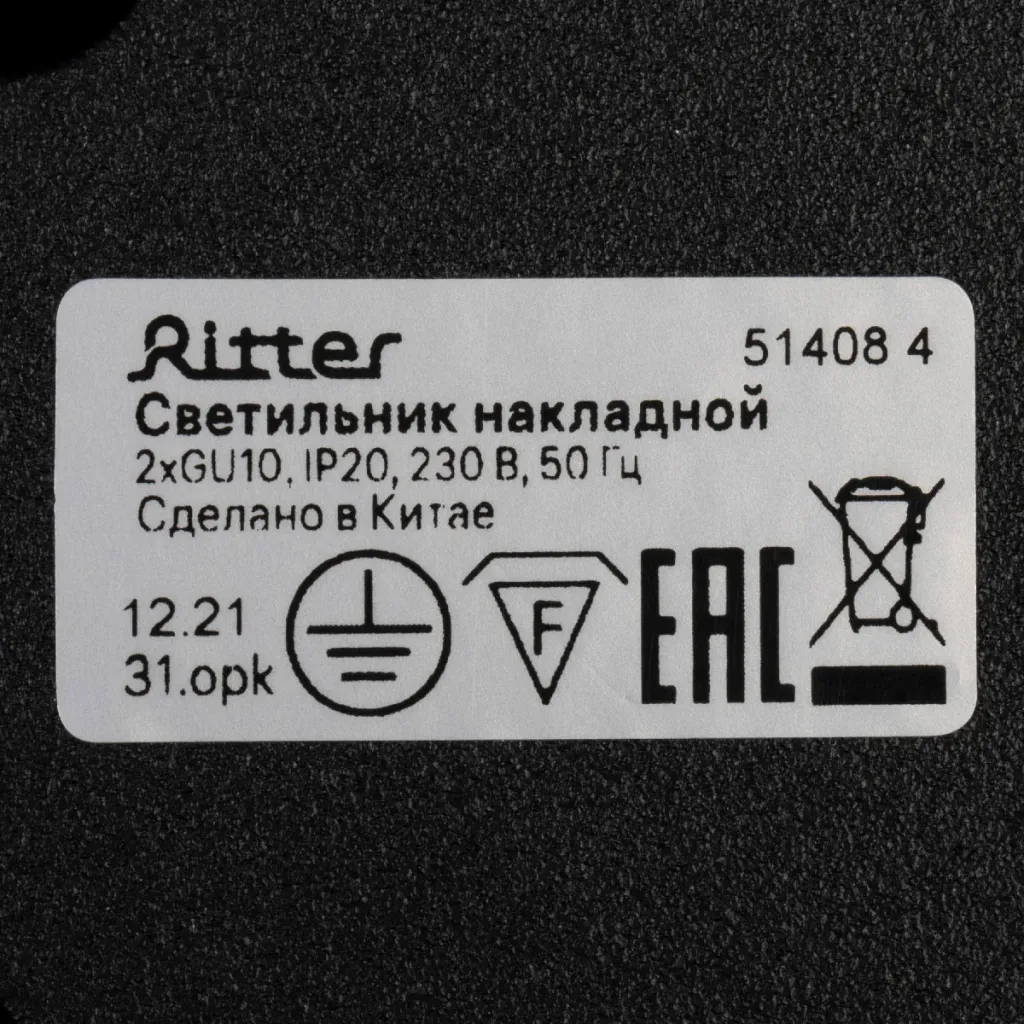 Ritter 51408 4
Светильник накладной
2xGU10, IP20, 230 В, 50 Гц
Сделано в Китае
12.21
31.opk
F
EAC